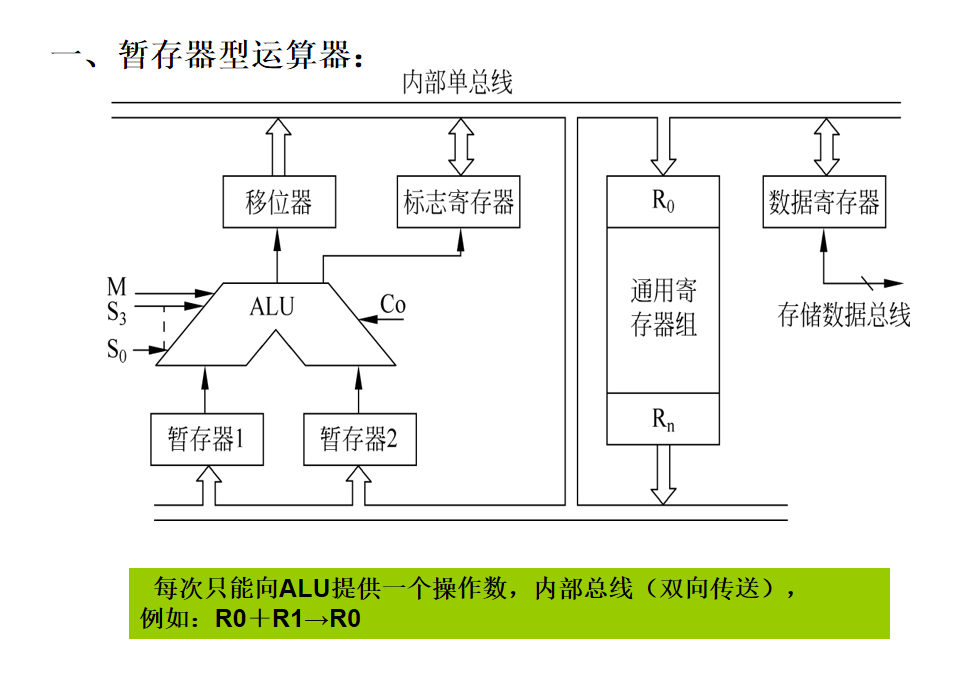 一、暂存器型运算器：
内部单总线
移位器
标志寄存器
R0
数据寄存器
M
S3
S0
ALU
Co
通用寄
存器组
存储数据总线
暂存器1
暂存器2
Rn
每次只能向ALU提供一个操作数，内部总线（双向传送），
例如：R0＋R1→R0